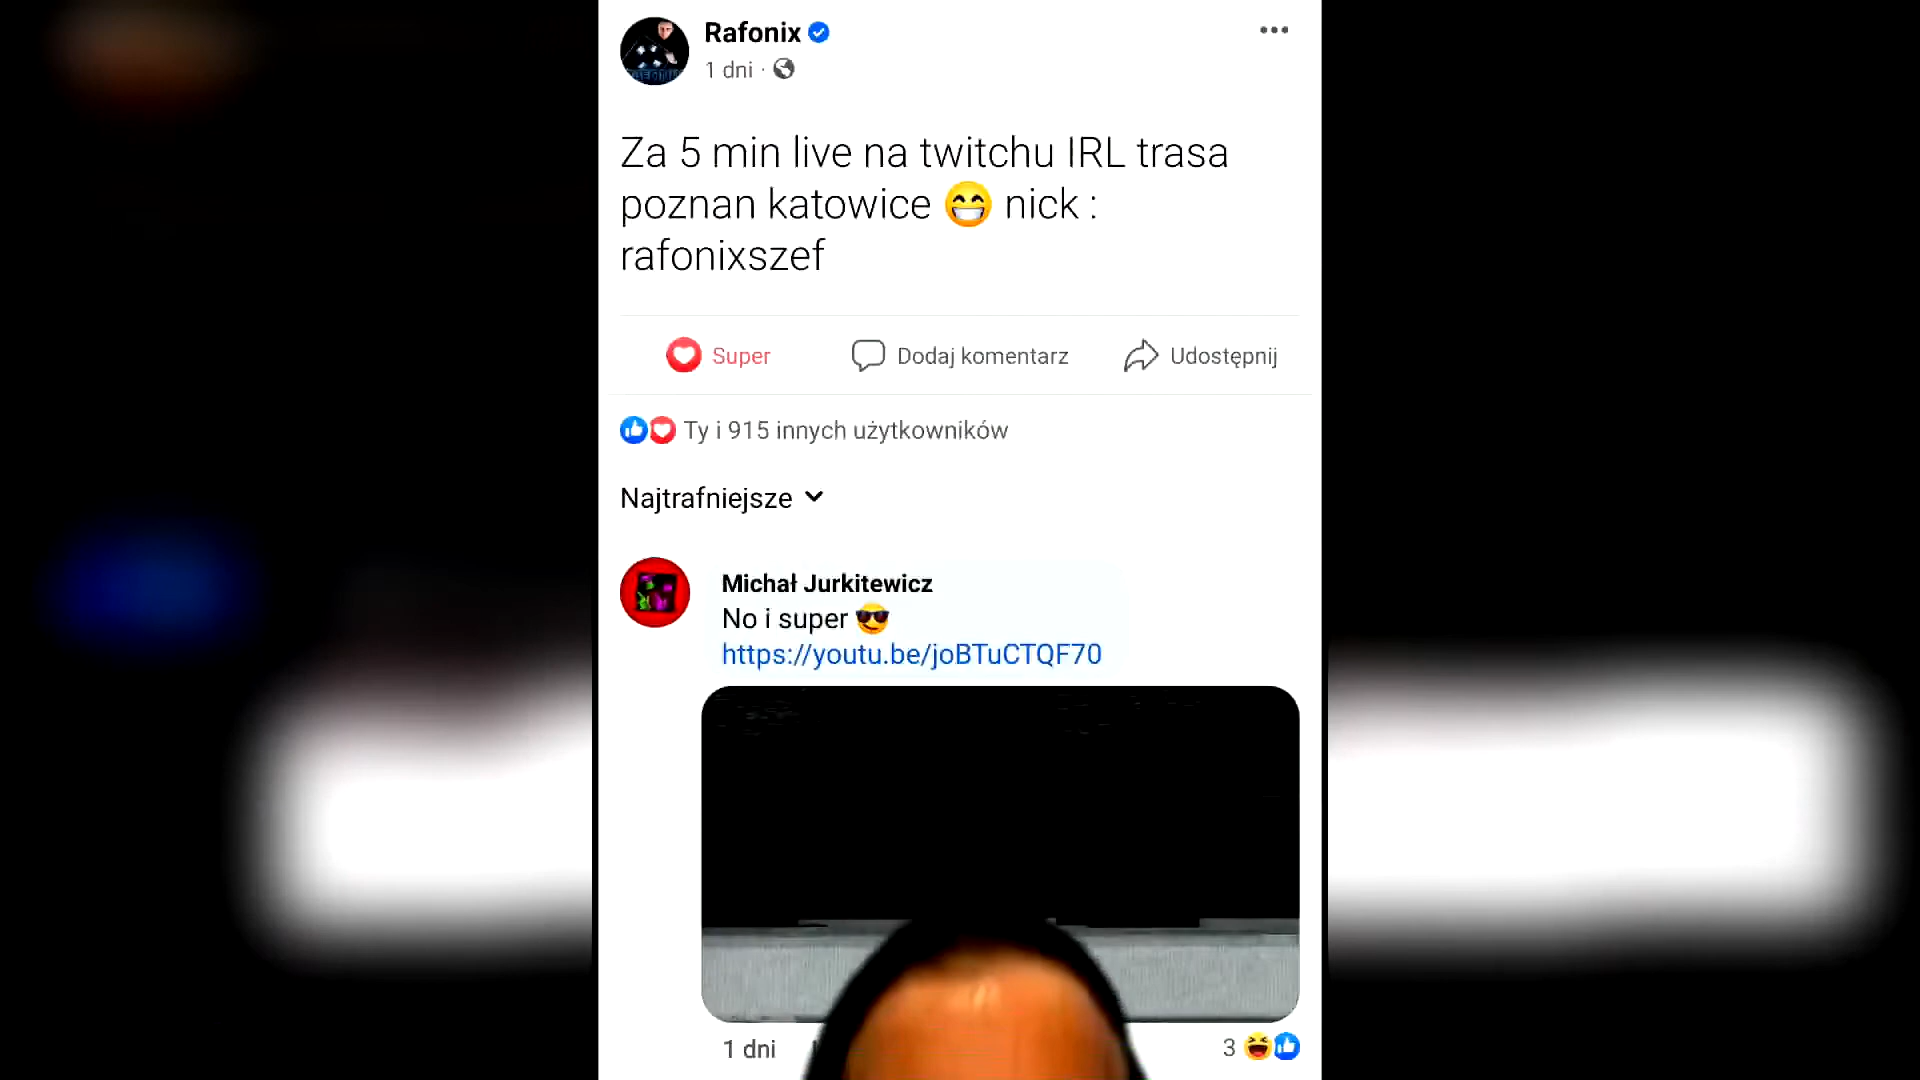 Rafonix
1 dni ·
Za 5 min live na twitchu IRL trasa
poznan katowice 😁 nick :
rafonixszef
Super Dodaj komentarz Udostępnij
Ty i 915 innych użytkowników
Najtrafniejsze
Michał Jurkitewicz
No i super 😎
https://youtu.be/joBTuCTQF70
1 dni 3